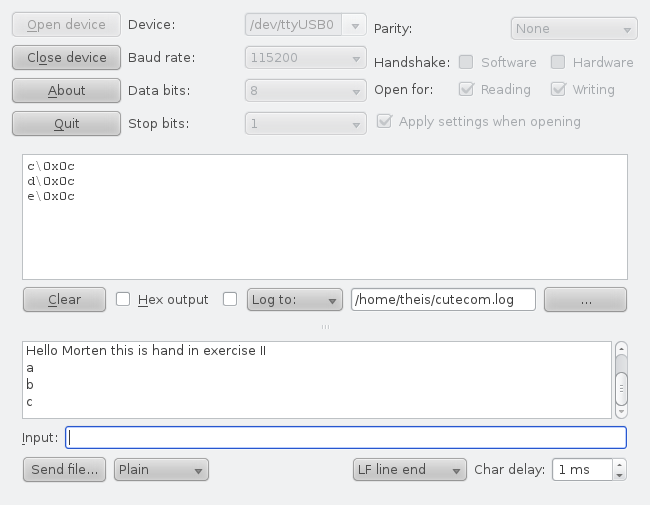 Open device Device: /dev/ttyUSB0 Parity: None
Close device Baud rate: 115200 Handshake: Software Hardware
About Data bits: 8 Open for: Reading Writing
Quit Stop bits: 1 Apply settings when opening
c\0x0c
d\0x0c
e\0x0c
Clear Hex output Log to: /home/theis/cutecom.log ...
Hello Morten this is hand in exercise II
a
b
c
Input:
Send file... Plain LF line end Char delay: 1 ms